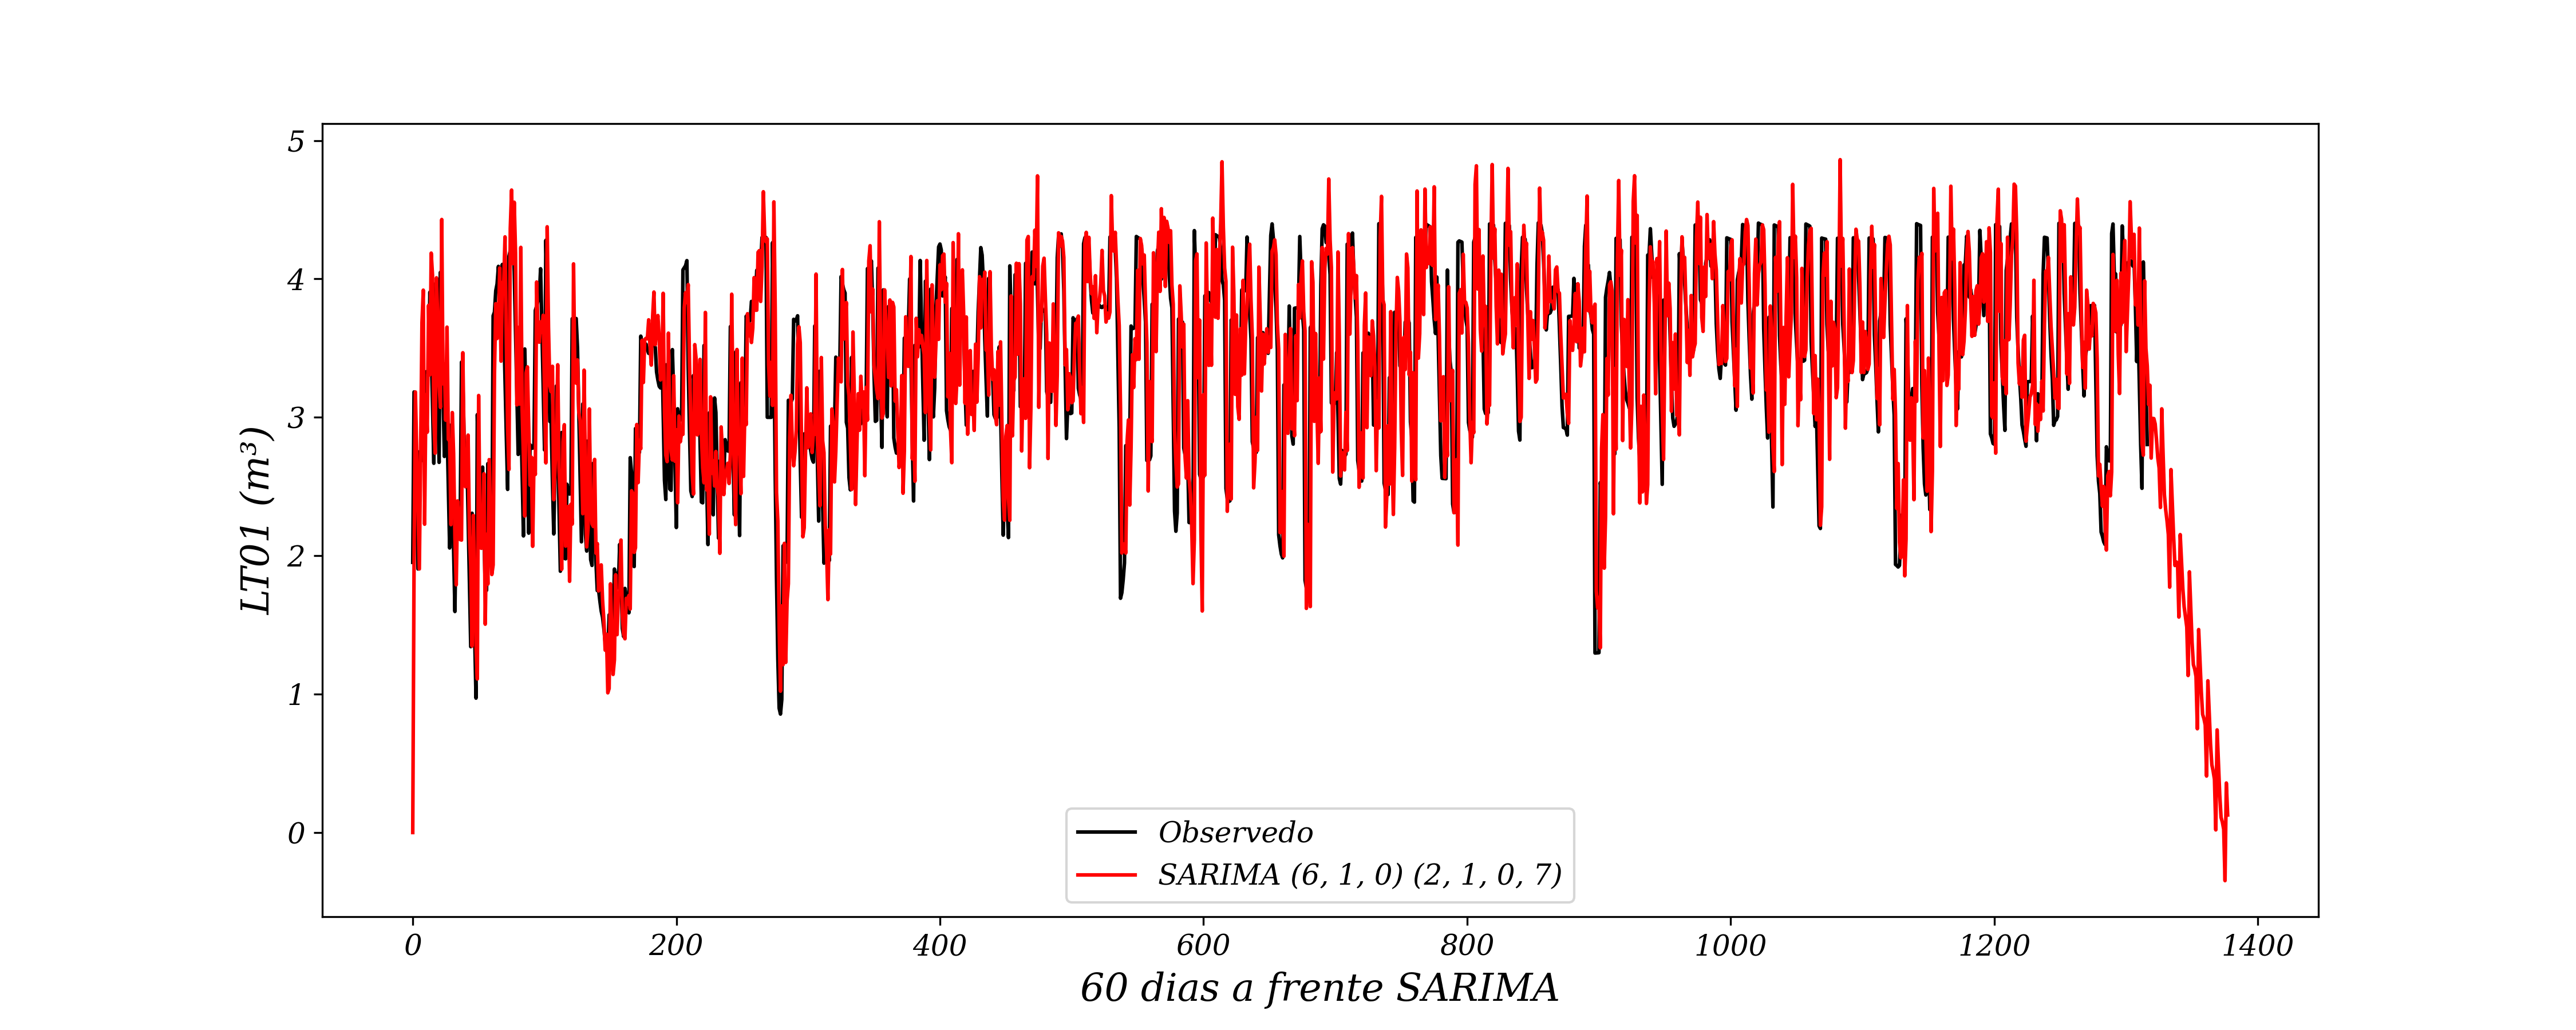 5
4
3
2
1
0
LT01 (m³)
Observedo
SARIMA (6, 1, 0) (2, 1, 0, 7)
0 200 400 600 800 1000 1200 1400
60 dias a frente SARIMA